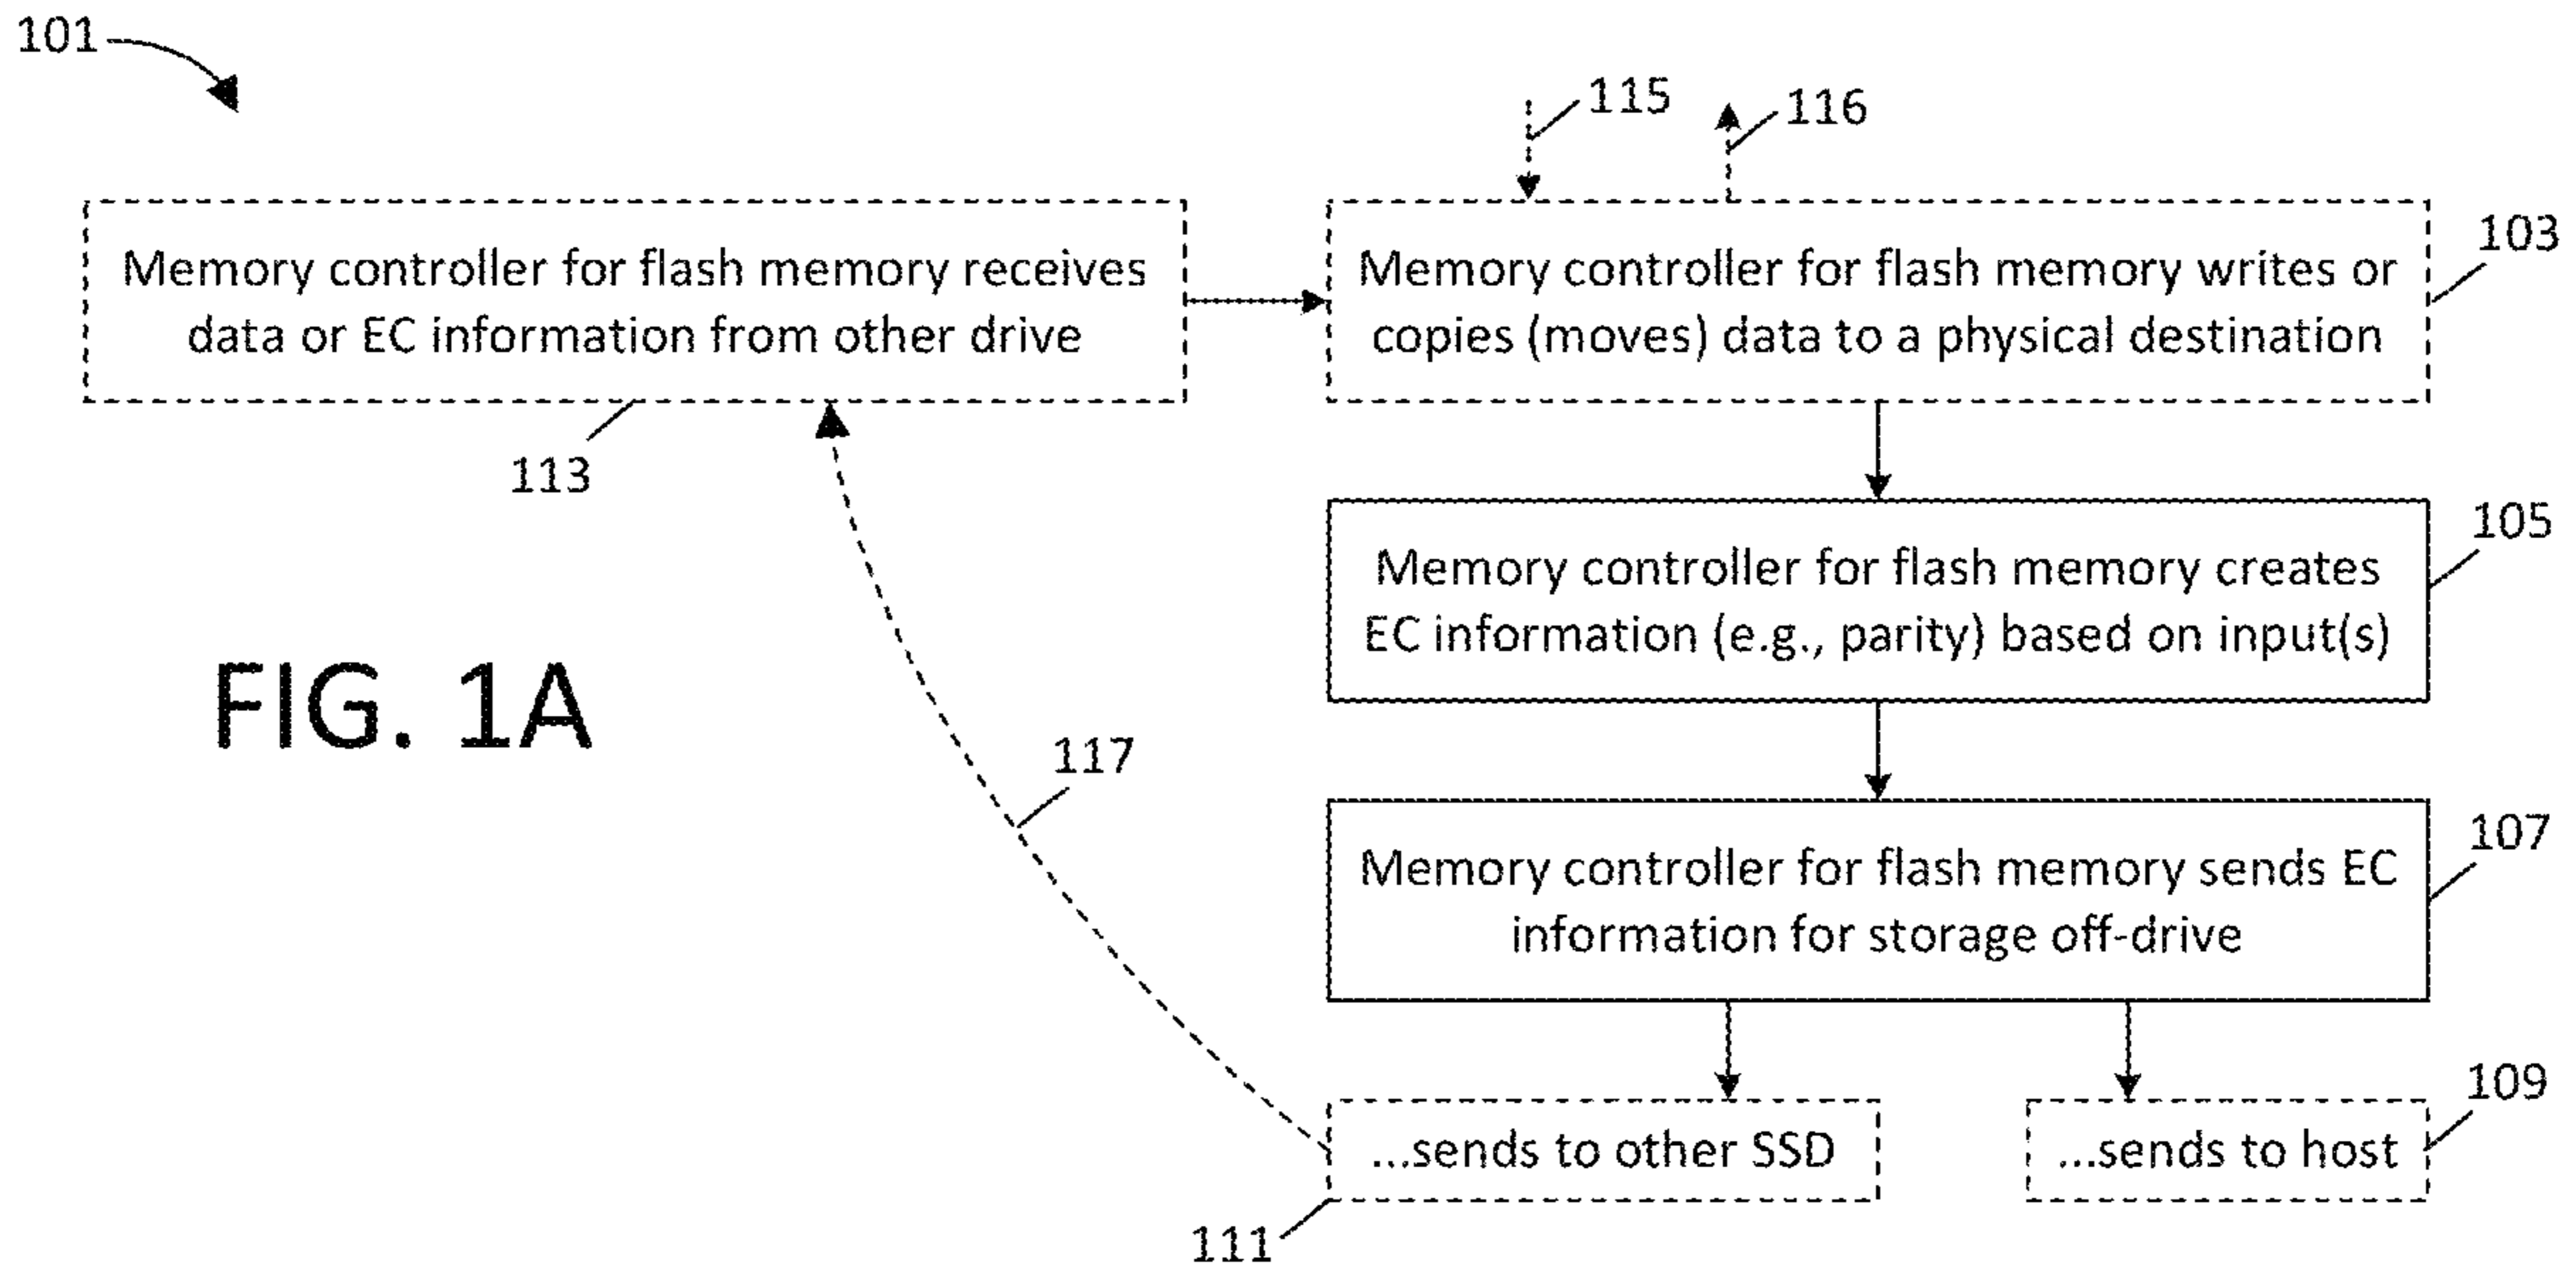 101
115
116
103
Memory controller for flash memory receives
data or EC information from other drive
Memory controller for flash memory writes or
copies (moves) data to a physical destination
113
105
Memory controller for flash memory creates
EC information (e.g., parity) based on input(s)
FIG. 1A
117
107
Memory controller for flash memory sends EC
information for storage off-drive
109
...sends to other SSD
...sends to host
111